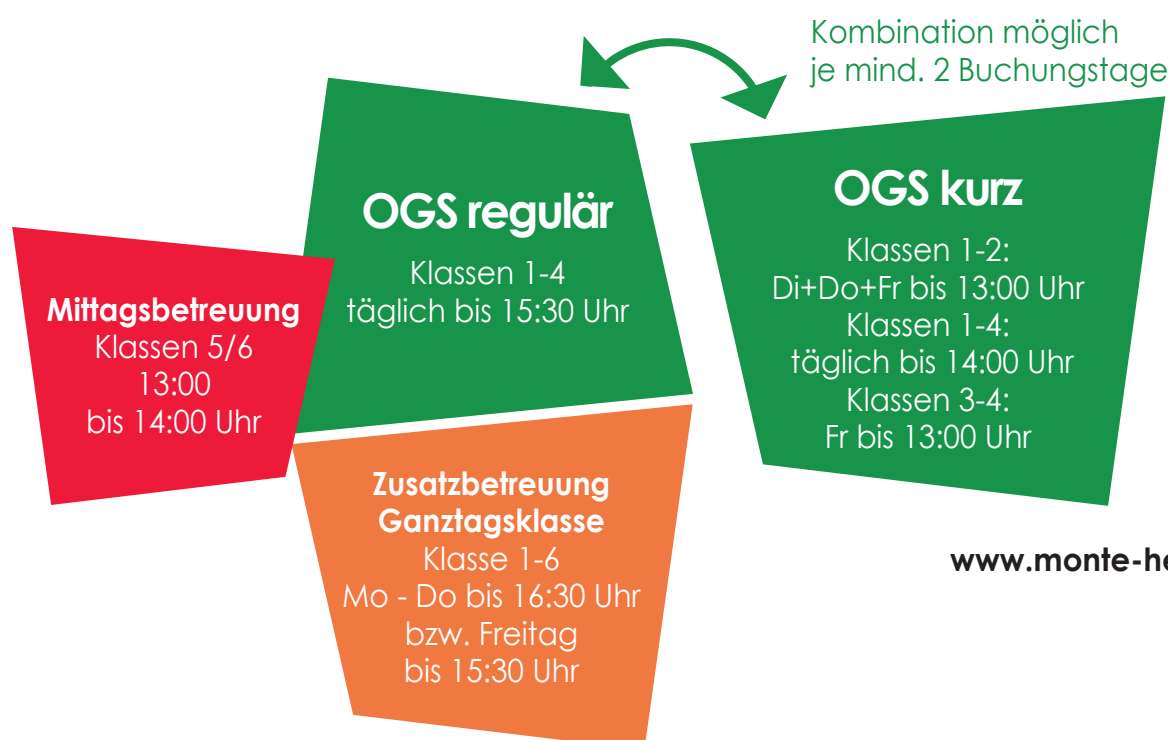 Kombination möglich
je mind. 2 Buchungstage
OGS regulär
Klassen 1-4
täglich bis 15:30 Uhr
OGS kurz
Klassen 1-2:
Di+Do+Fr bis 13:00 Uhr
Klassen 1-4:
täglich bis 14:00 Uhr
Klassen 3-4:
Fr bis 13:00 Uhr
Mittagsbetreuung
Klassen 5/6
13:00
bis 14:00 Uhr
Zusatzbetreuung
Ganztagsklasse
Klasse 1-6
Mo - Do bis 16:30 Uhr
bzw. Freitag
bis 15:30 Uhr
www.monte-he